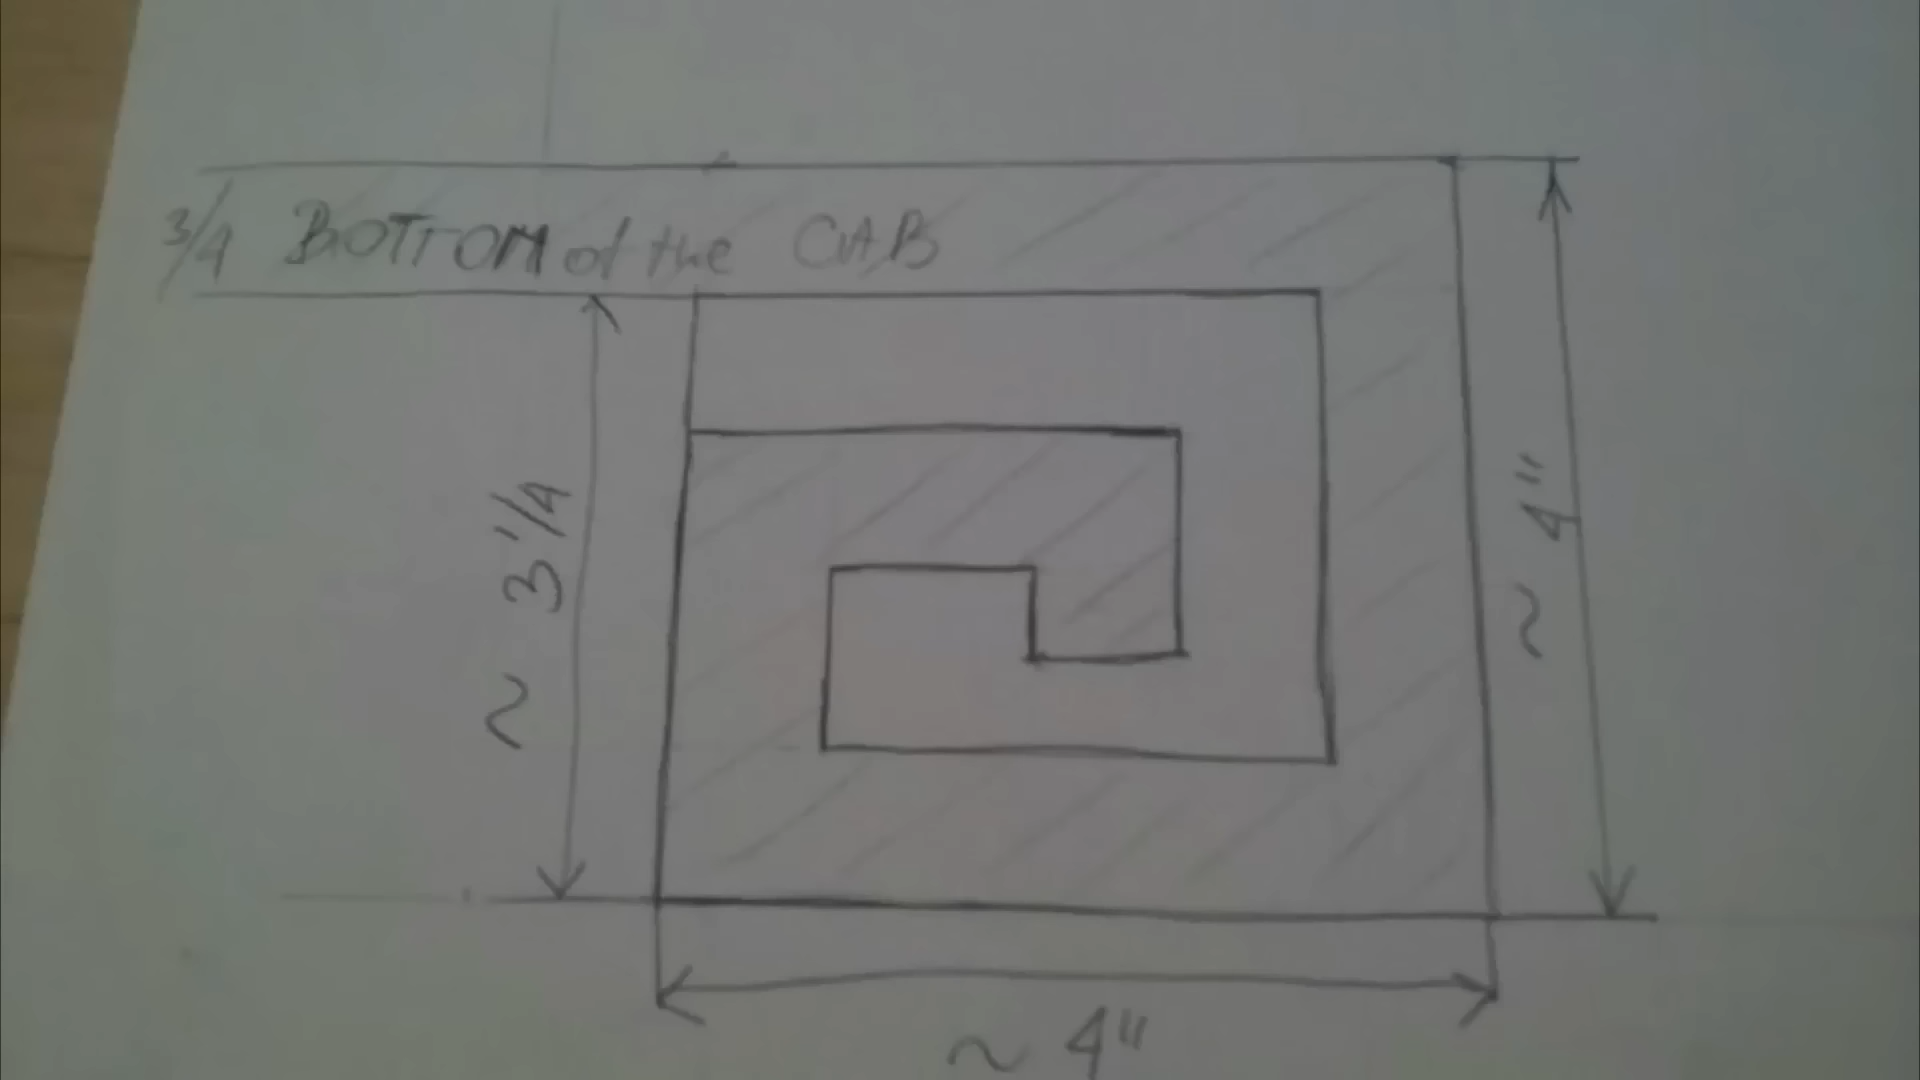 3/4 BOTTOM of the CAB
~ 3 1/4
~ 4"
~ 4"